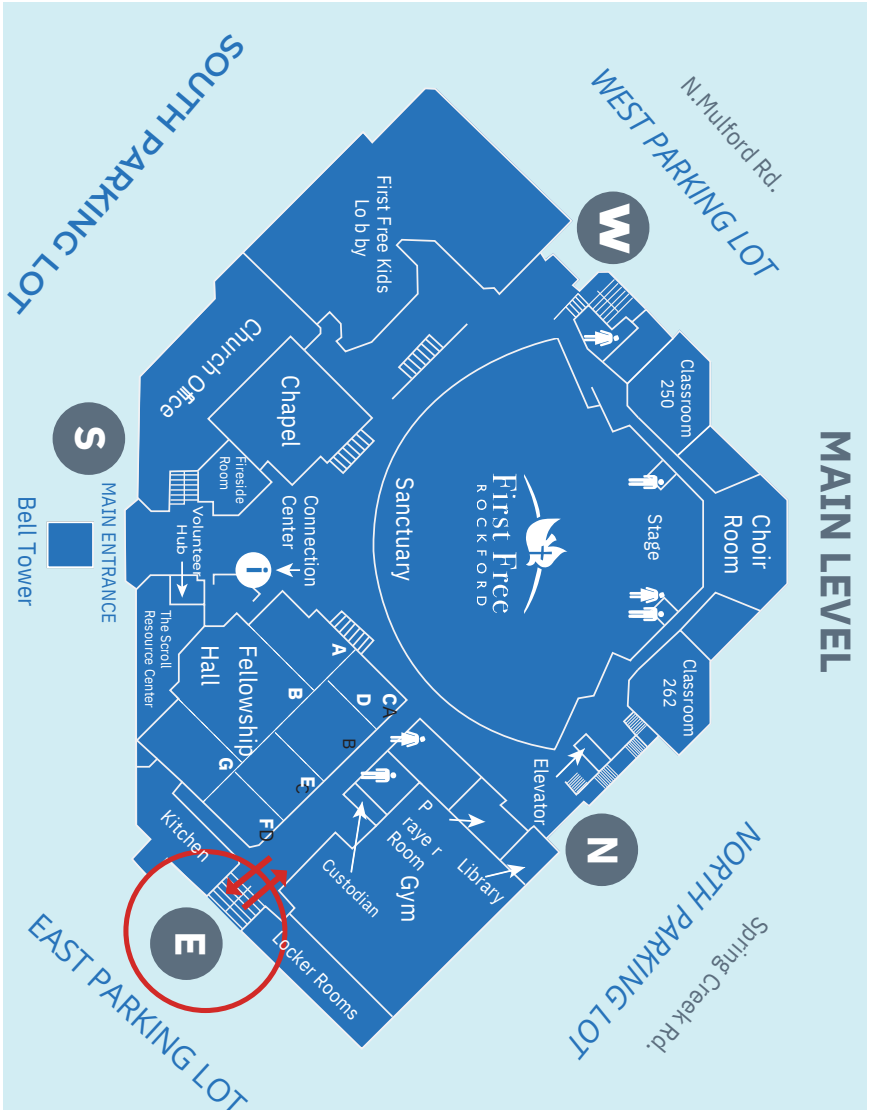 MAIN LEVEL
N.Mulford Rd.
WEST PARKING LOT
W
SOUTH PARKING LOT
First Free Kids
Lo b by
Classroom
250
Choir
Room
Stage
First Free
ROCKFORD
Sanctuary
Classroom
262
Church Office
Chapel
Fireside
Room
S
MAIN ENTRANCE
Bell Tower
Volunteer
Hub
Connection
Center
i
The Scroll
Resource Center
Fellowship
Hall
A
B
CA
D
B
EC
FD
G
Kitchen
Elevator
N
P
raye r
Room
Library
Custodian
Gym
Locker Rooms
E
EAST PARKING LOT
NORTH PARKING LOT
Spring Creek Rd.